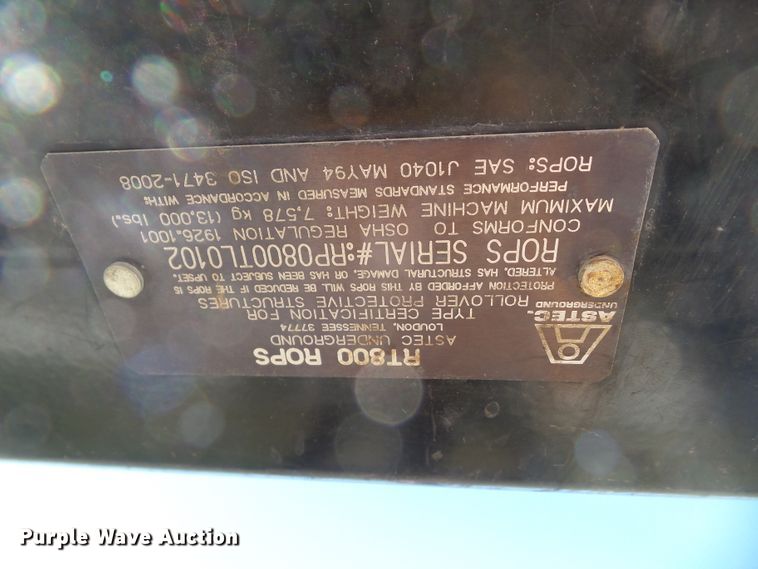 RT800 ROPS
ASTEC UNDERGROUND
LOUDON, TENNESSEE 37774
TYPE CERTIFICATION FOR
ROLLOVER PROTECTIVE STRUCTURES
ASTEC.
UNDERGROUND
PROTECTION AFFORDED BY THIS ROPS WILL BE REDUCED IF THE ROPS IS
ALTERED, HAS STRUCTURAL DAMAGE, OR HAS BEEN SUBJECT TO UPSET.
ROPS SERIAL#:RP0800TL0102
CONFORMS TO OSHA REGULATION 1926.1001
MAXIMUM MACHINE WEIGHT: 7,578 kg (13,000 lbs.)
PERFORMANCE STANDARDS MEASURED IN ACCORDANCE WITH:
ROPS: SAE J1040 MAY94 AND ISO 3471-2008
Purple Wave Auction